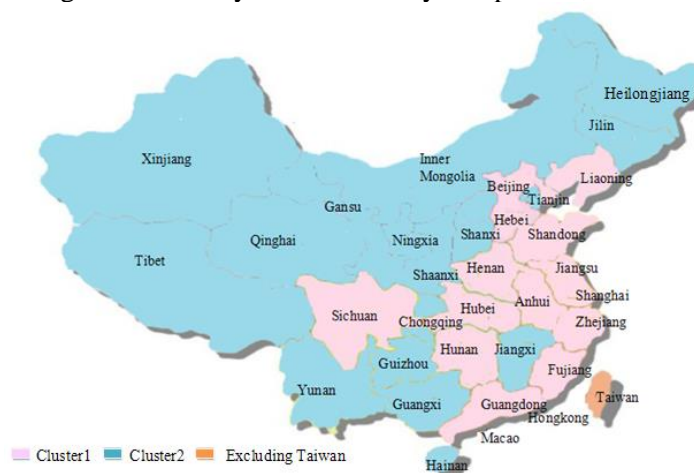 Heilongjiang
Jilin
Xinjiang
Inner
Mongolia
Liaoning
Beijing
Tianjin
Gansu
Hebei
Qinghai
Ningxia
Shanxi
Shandong
Tibet
Shaanxi
Henan
Jiangsu
Sichuan
Anhui
Shanghai
Hubei
Chongqing
Zhejiang
Hunan
Jiangxi
Guizhou
Fujiang
Yunan
Guangxi
Guangdong
Taiwan
Hongkong
Macao
Hainan
Cluster1
Cluster2
Excluding Taiwan